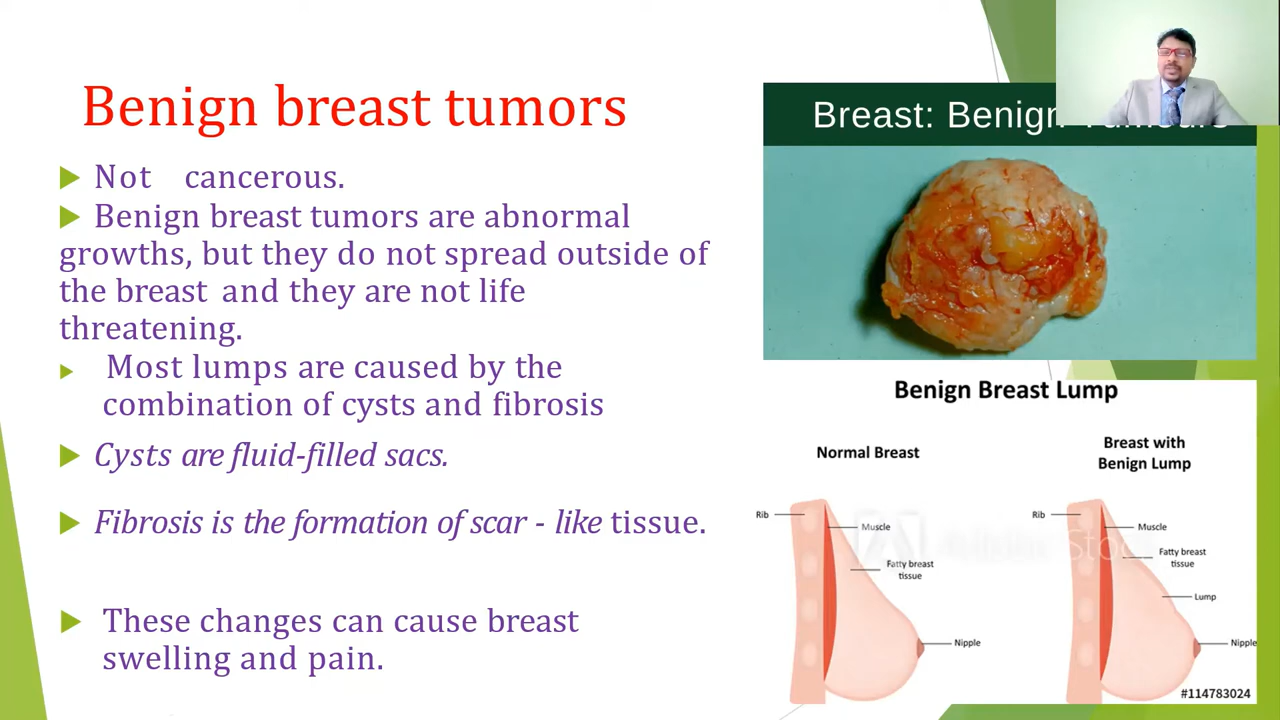 Benign breast tumors
Not cancerous.
Benign breast tumors are abnormal
growths, but they do not spread outside of
the breast and they are not life
threatening.
Most lumps are caused by the
combination of cysts and fibrosis
Cysts are fluid-filled sacs.
Fibrosis is the formation of scar - like tissue.
These changes can cause breast
swelling and pain.
Breast: Benign Tumours
Benign Breast Lump
Normal Breast
Breast with
Benign Lump
Rib
Muscle
Fatty breast
tissue
Nipple
Rib
Muscle
Fatty breast
tissue
Lump
Nipple
Adobe Stock
#114783024